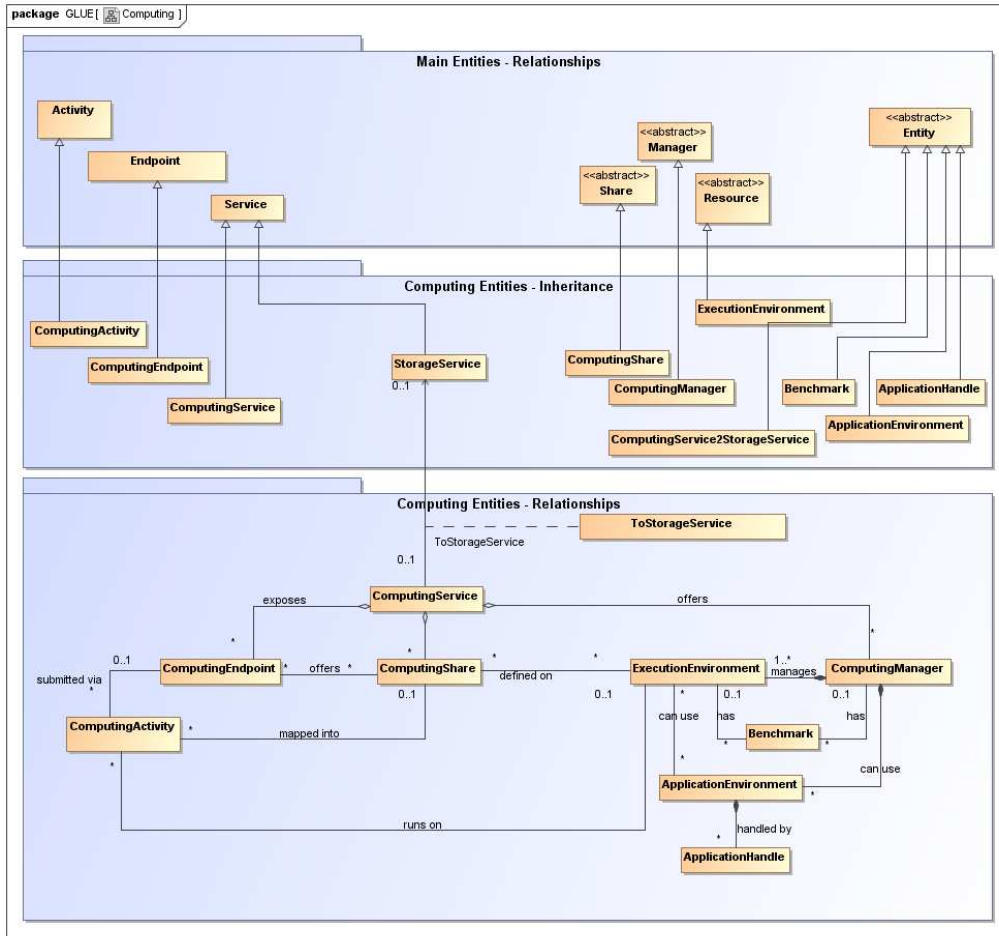 package GLUE [ Computing ]
Main Entities - Relationships
Activity
Endpoint
Service
<<abstract>>
Manager
<<abstract>>
Share
<<abstract>>
Resource
<<abstract>>
Entity
Computing Entities - Inheritance
ComputingActivity
ComputingEndpoint
ComputingService
StorageService
0..1
ComputingShare
ComputingManager
ExecutionEnvironment
Benchmark
ApplicationHandle
ApplicationEnvironment
ComputingService2StorageService
Computing Entities - Relationships
ToStorageService
ToStorageService
0..1
ComputingService
exposes
offers
*
*
*
0..1
ComputingEndpoint
* offers *
ComputingShare
* defined on *
ExecutionEnvironment
1..*
manages
ComputingManager
submitted via
*
0..1
0..1
* can use
0..1
has
0..1
has
ComputingActivity
* mapped into
Benchmark
*
*
*
can use
*
ApplicationEnvironment
*
runs on
handled by
*
ApplicationHandle